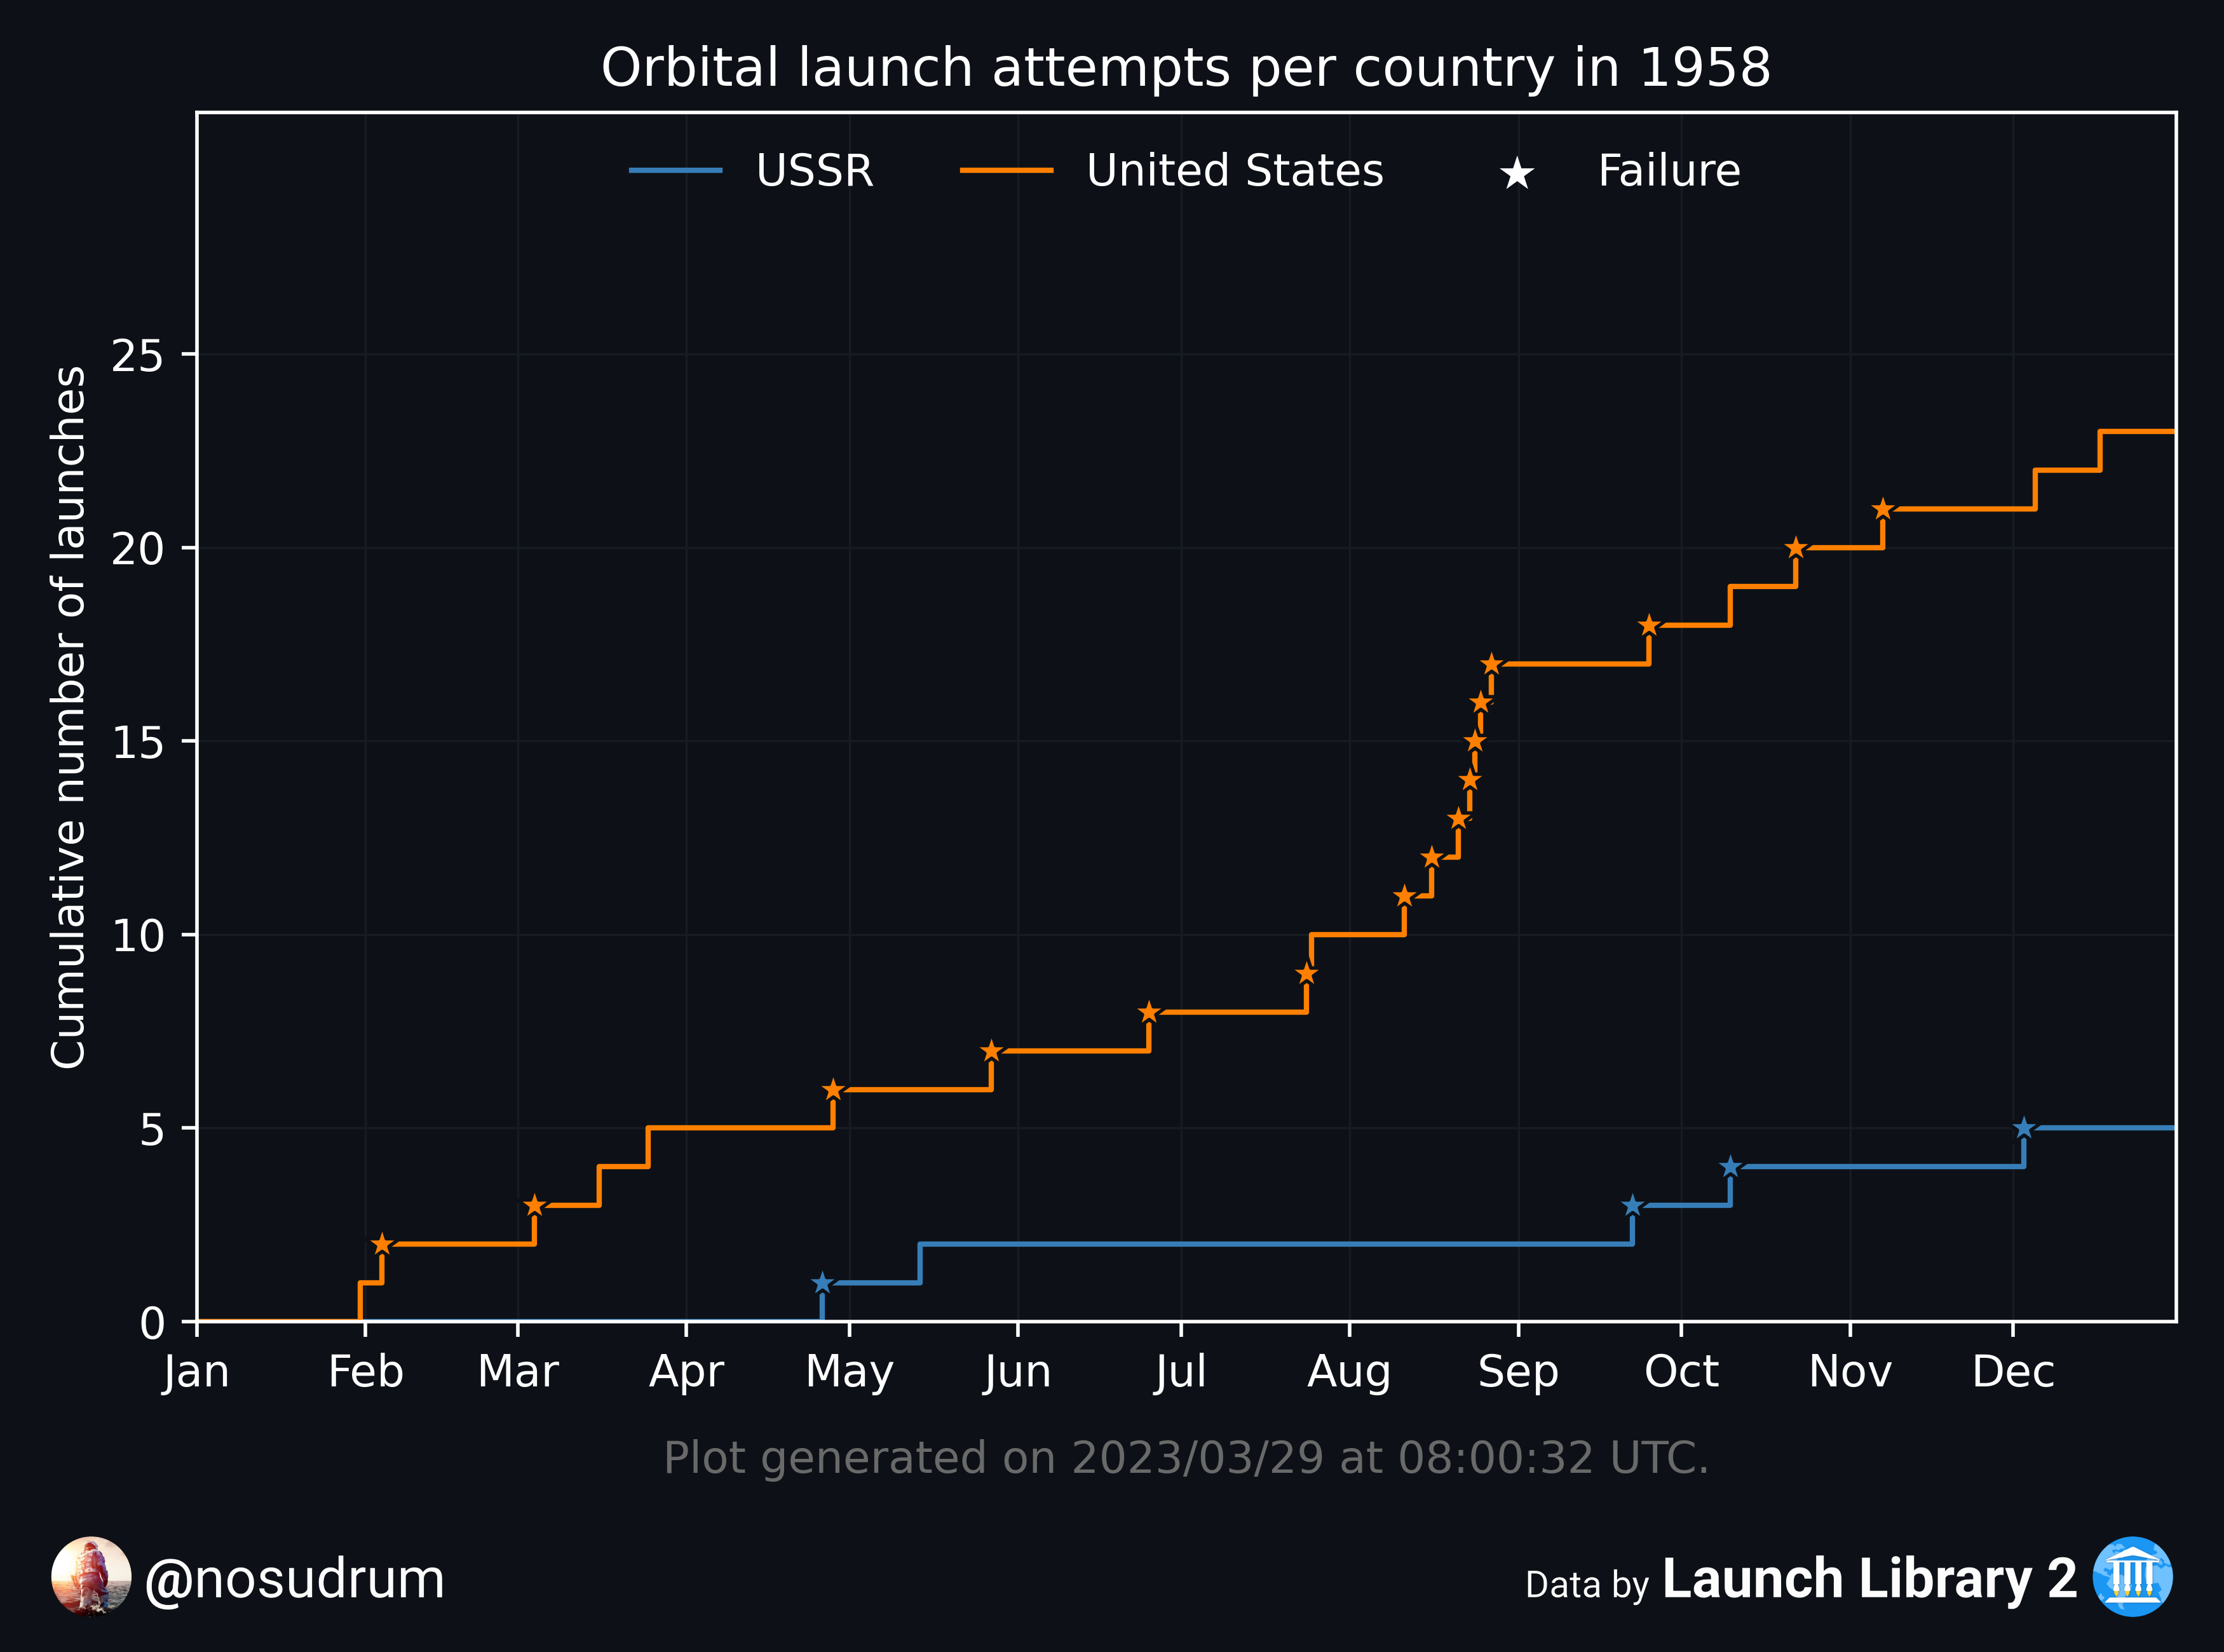 Orbital launch attempts per country in 1958
USSR United States Failure
Cumulative number of launches
25
20
15
10
5
0
Jan Feb Mar Apr May Jun Jul Aug Sep Oct Nov Dec
Plot generated on 2023/03/29 at 08:00:32 UTC.
@nosudrum
Data by Launch Library 2